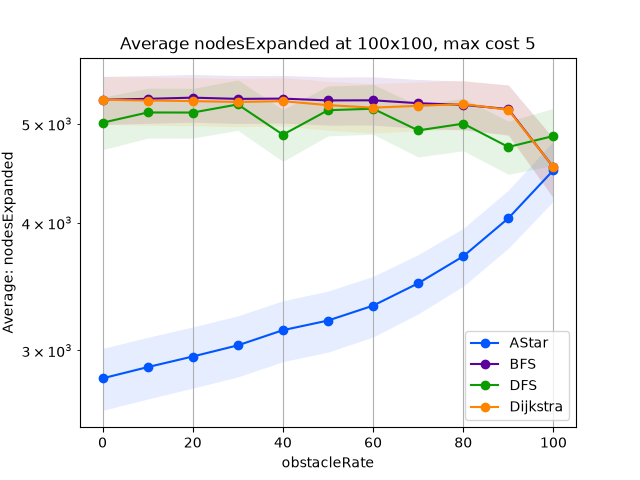 Average nodesExpanded at 100x100, max cost 5
Average: nodesExpanded
5 × 10³
4 × 10³
3 × 10³
0 20 40 60 80 100
obstacleRate
AStar
BFS
DFS
Dijkstra